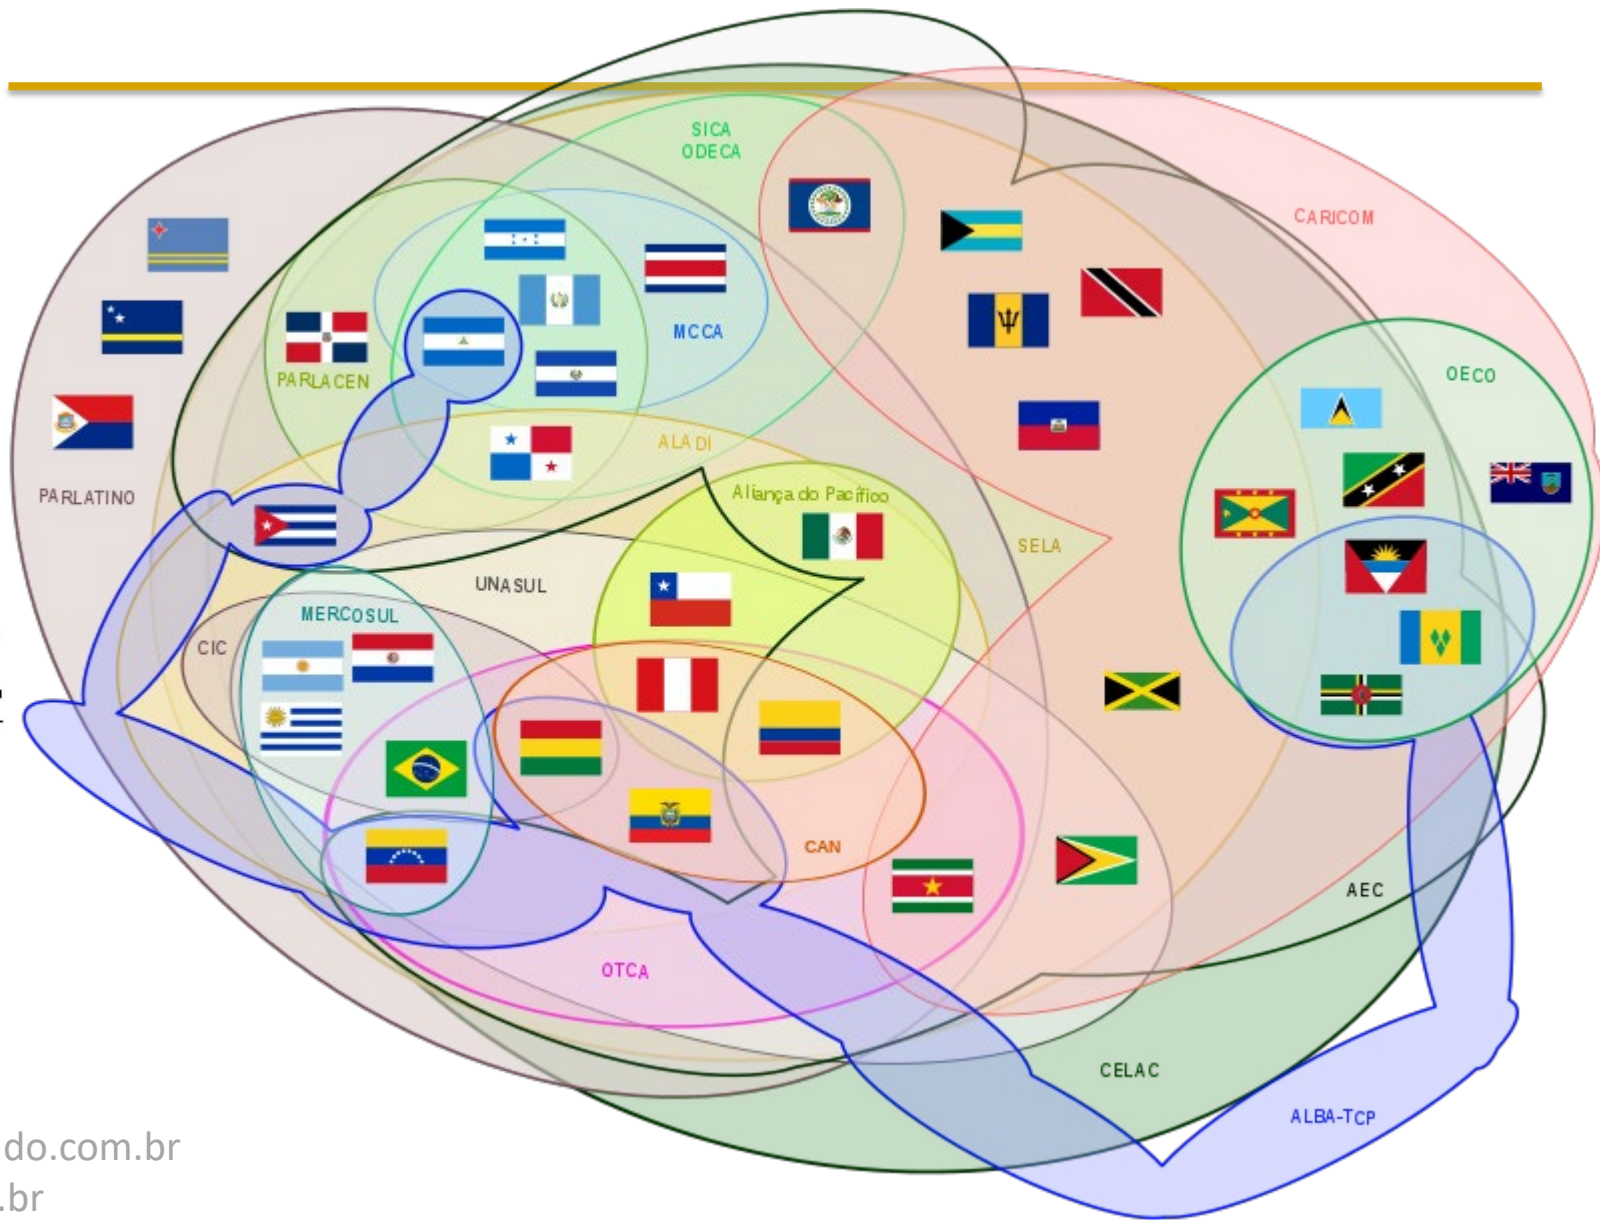 SICA
ODECA
CARICOM
MCCA
PARLACEN
OECO
ALADI
PARLATINO
Aliança do Pacífico
SELA
UNASUL
MERCOSUL
CIC
CAN
AEC
OTCA
CELAC
ALBA-TCP
do.com.br
.br